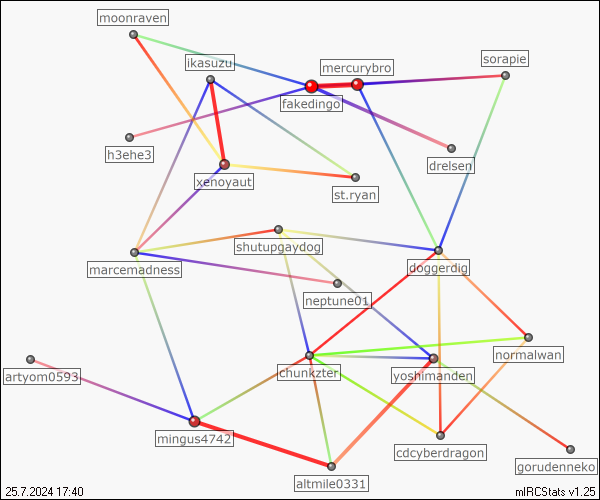 moonraven
ikasuzu
mercurybro
sorapie
fakedingo
h3ehe3
drelsen
xenoyaut
st.ryan
shutupgaydog
marcemadness
doggerdig
neptune01
normalwan
artyom0593
chunkzter
yoshimanden
mingus4742
cdcyberdragon
gorudenneko
altmile0331
25.7.2024 17:40
mIRCStats v1.25